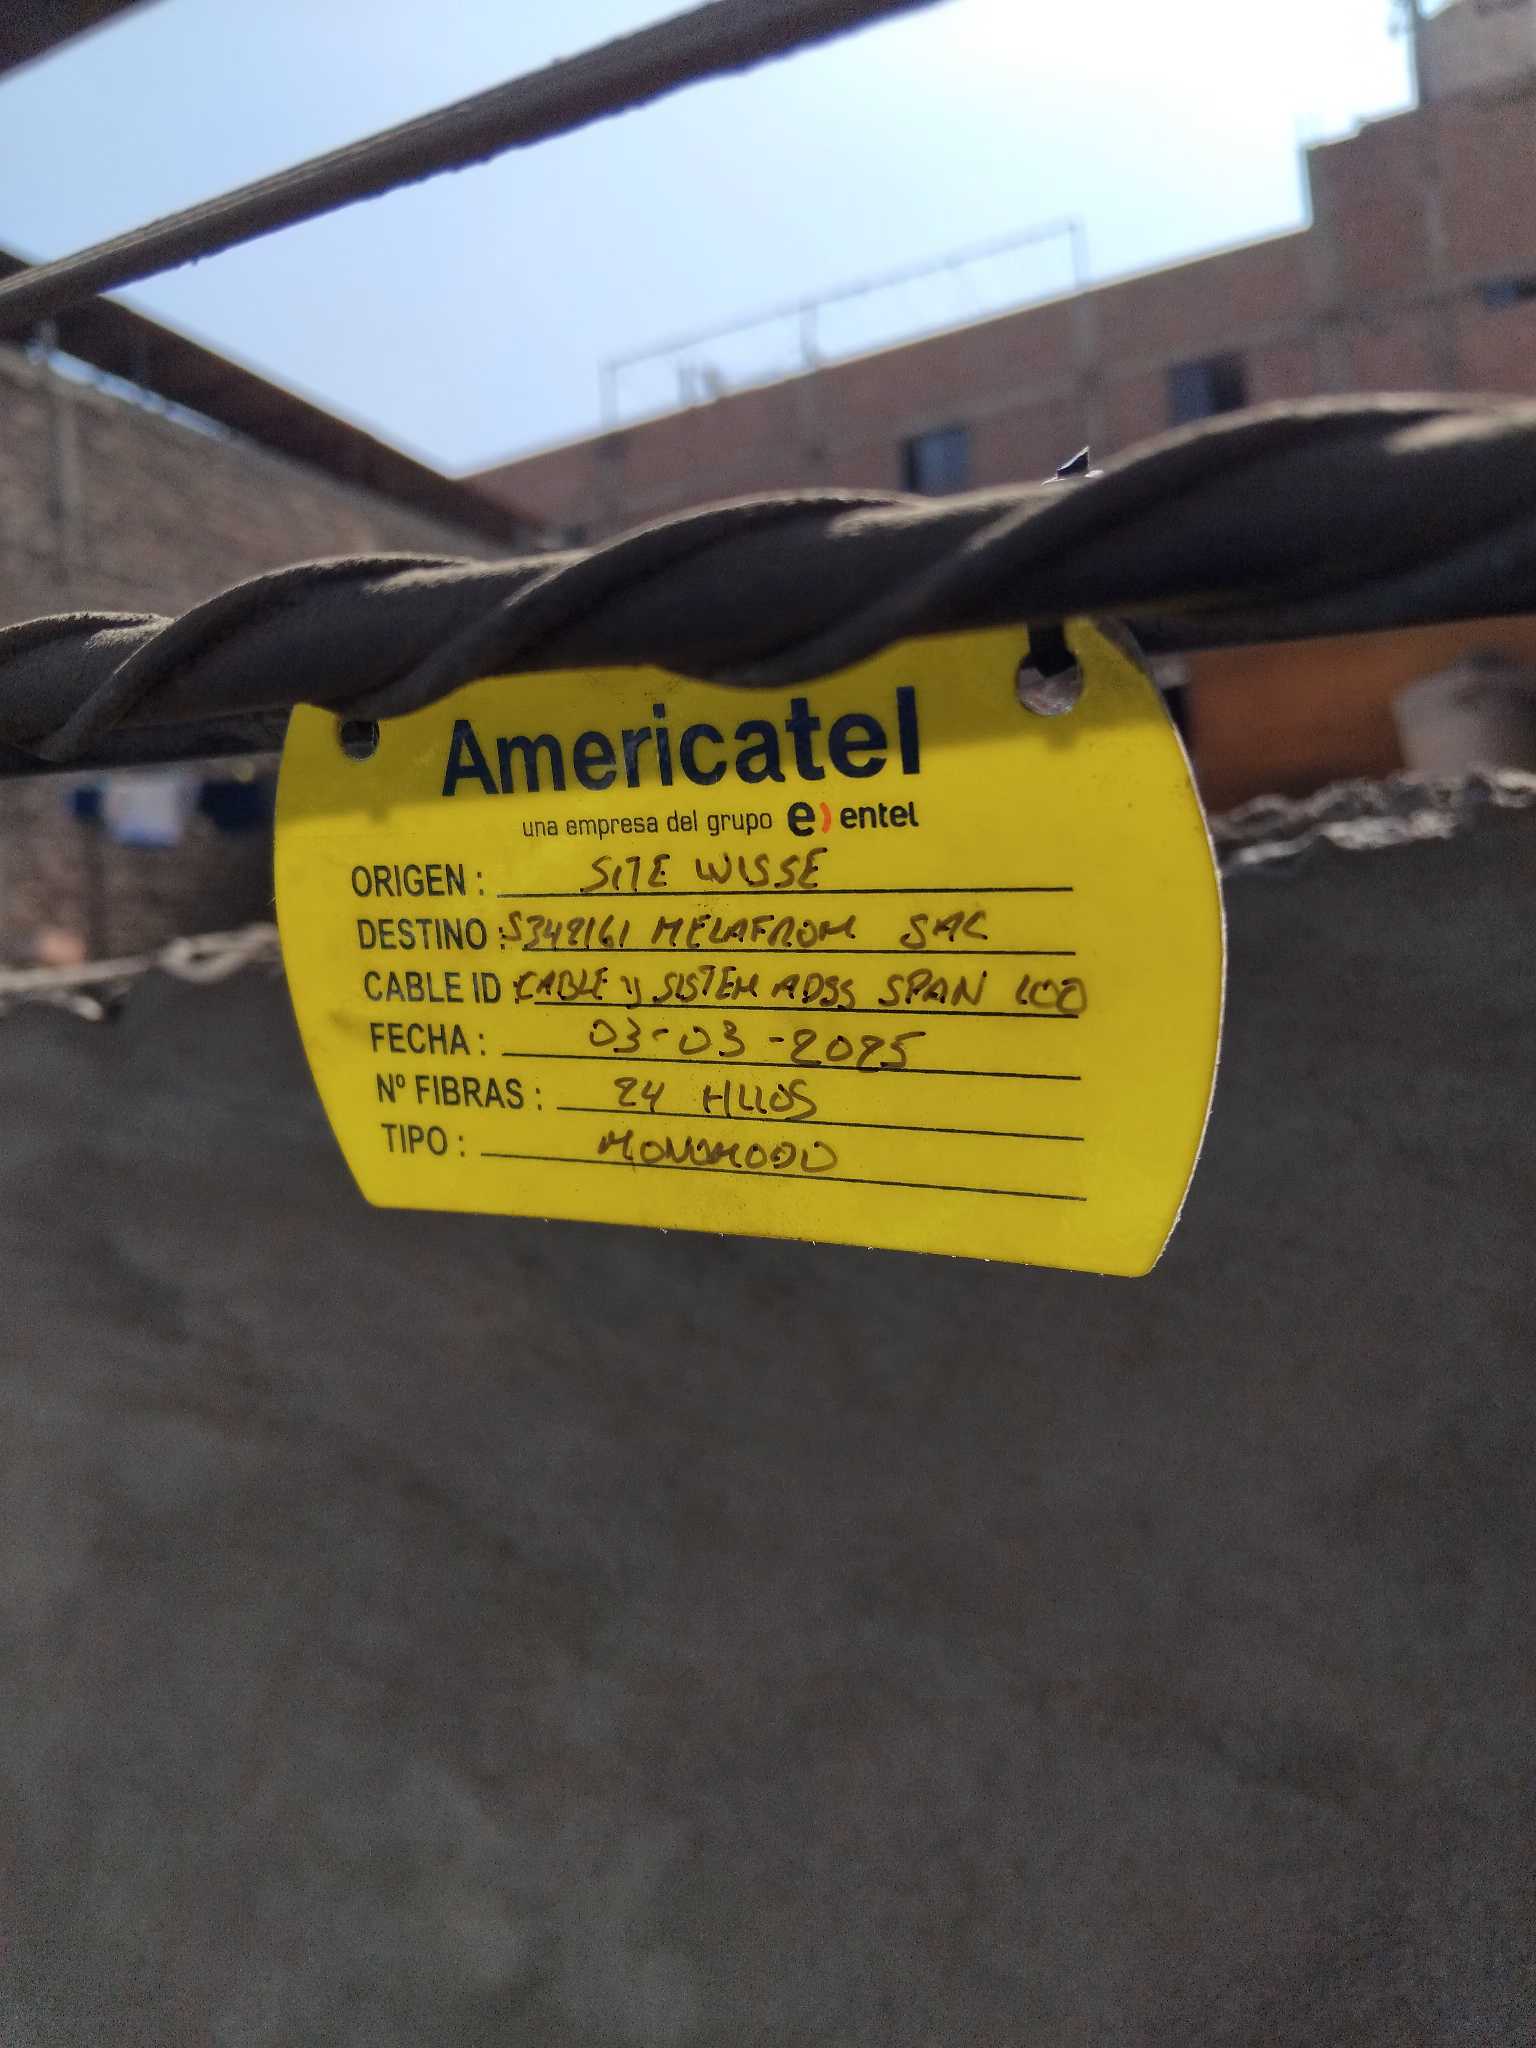 Americatel
una empresa del grupo e) entel
ORIGEN : SITE WISSE
DESTINO : S348161 MELAFROM SAC
CABLE ID : CABLE y SISTEM ADSS SPAN 100
FECHA : 03-03-2025
Nº FIBRAS : 24 HILOS
TIPO : MONOMODO